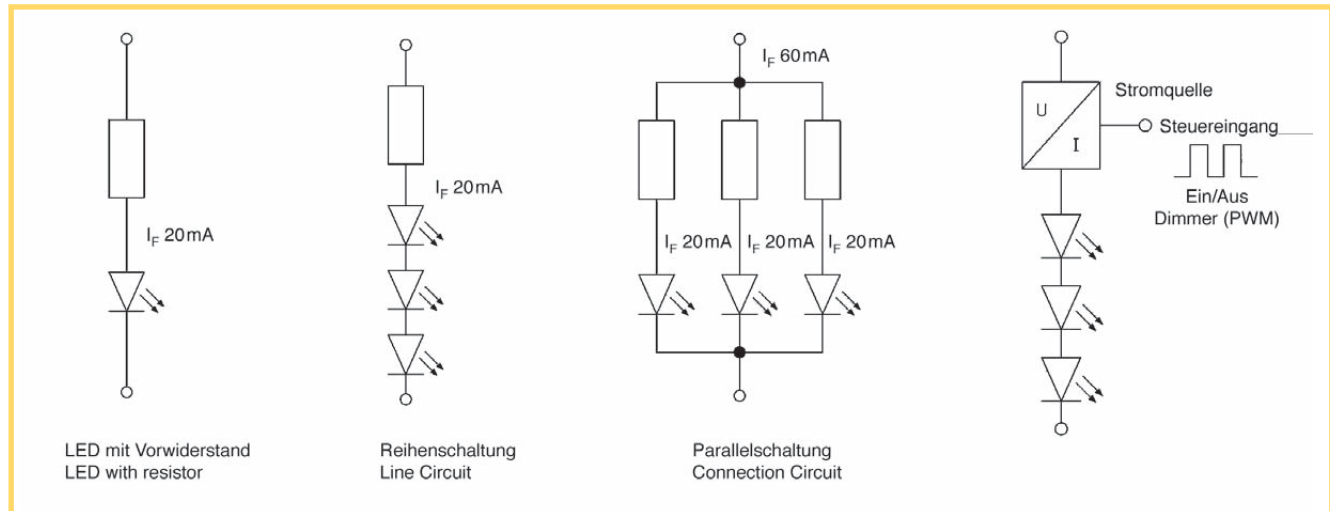 I_F 20mA
LED mit Vorwiderstand
LED with resistor
I_F 20mA
Reihenschaltung
Line Circuit
I_F 60mA
I_F 20mA I_F 20mA I_F 20mA
Parallelschaltung
Connection Circuit
U
I
Stromquelle
Steuereingang
Ein/Aus
Dimmer (PWM)